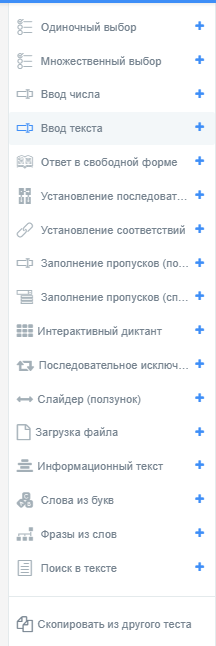 Одиночный выбор
Множественный выбор
Ввод числа
Ввод текста
Ответ в свободной форме
Установление последоват...
Установление соответствий
Заполнение пропусков (по...
Заполнение пропусков (сп...
Интерактивный диктант
Последовательное исключ...
Слайдер (ползунок)
Загрузка файла
Информационный текст
Слова из букв
Фразы из слов
Поиск в тексте
Скопировать из другого теста